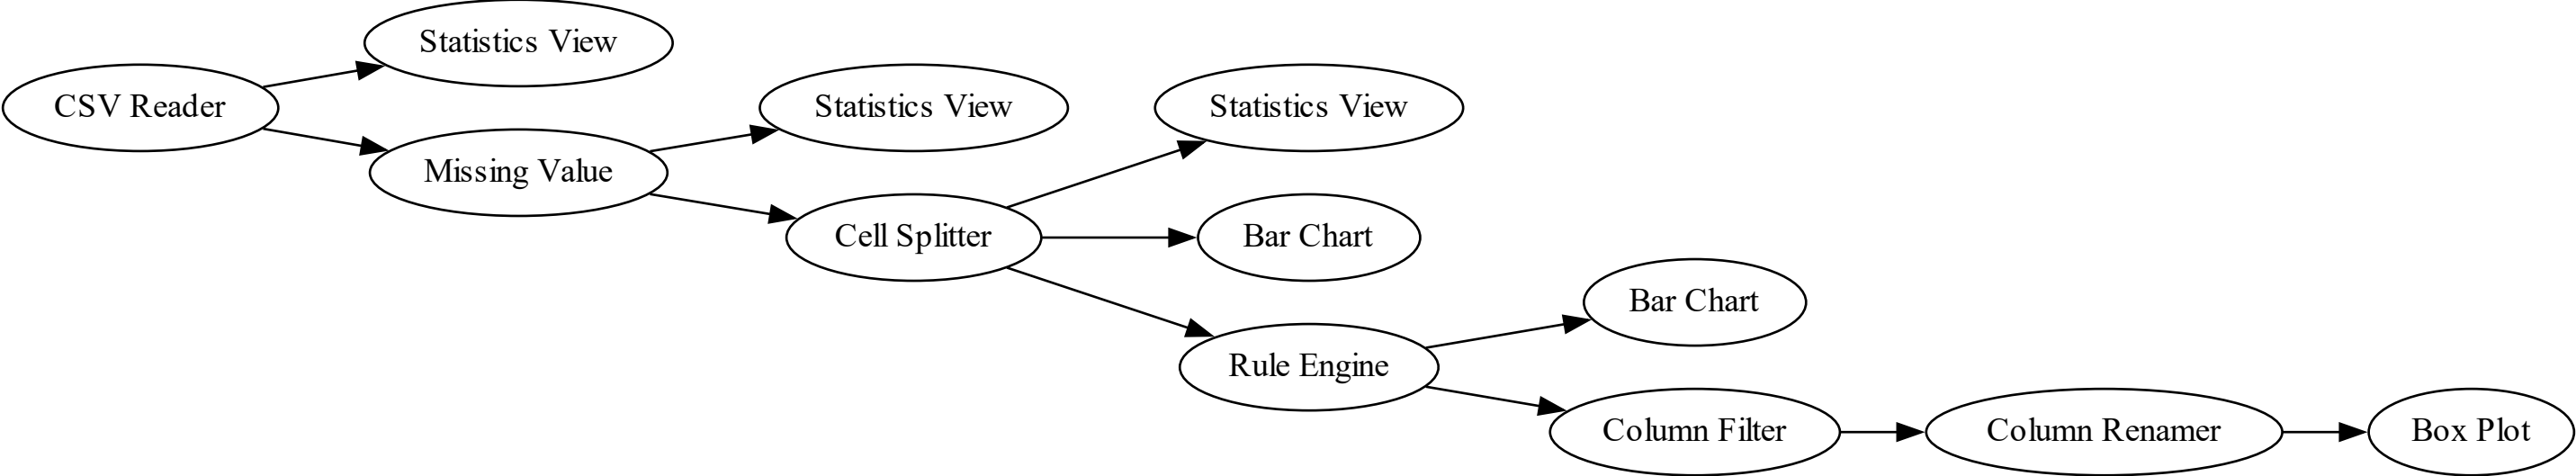 Statistics View
CSV Reader
Statistics View
Statistics View
Missing Value
Cell Splitter
Bar Chart
Bar Chart
Rule Engine
Column Filter
Column Renamer
Box Plot